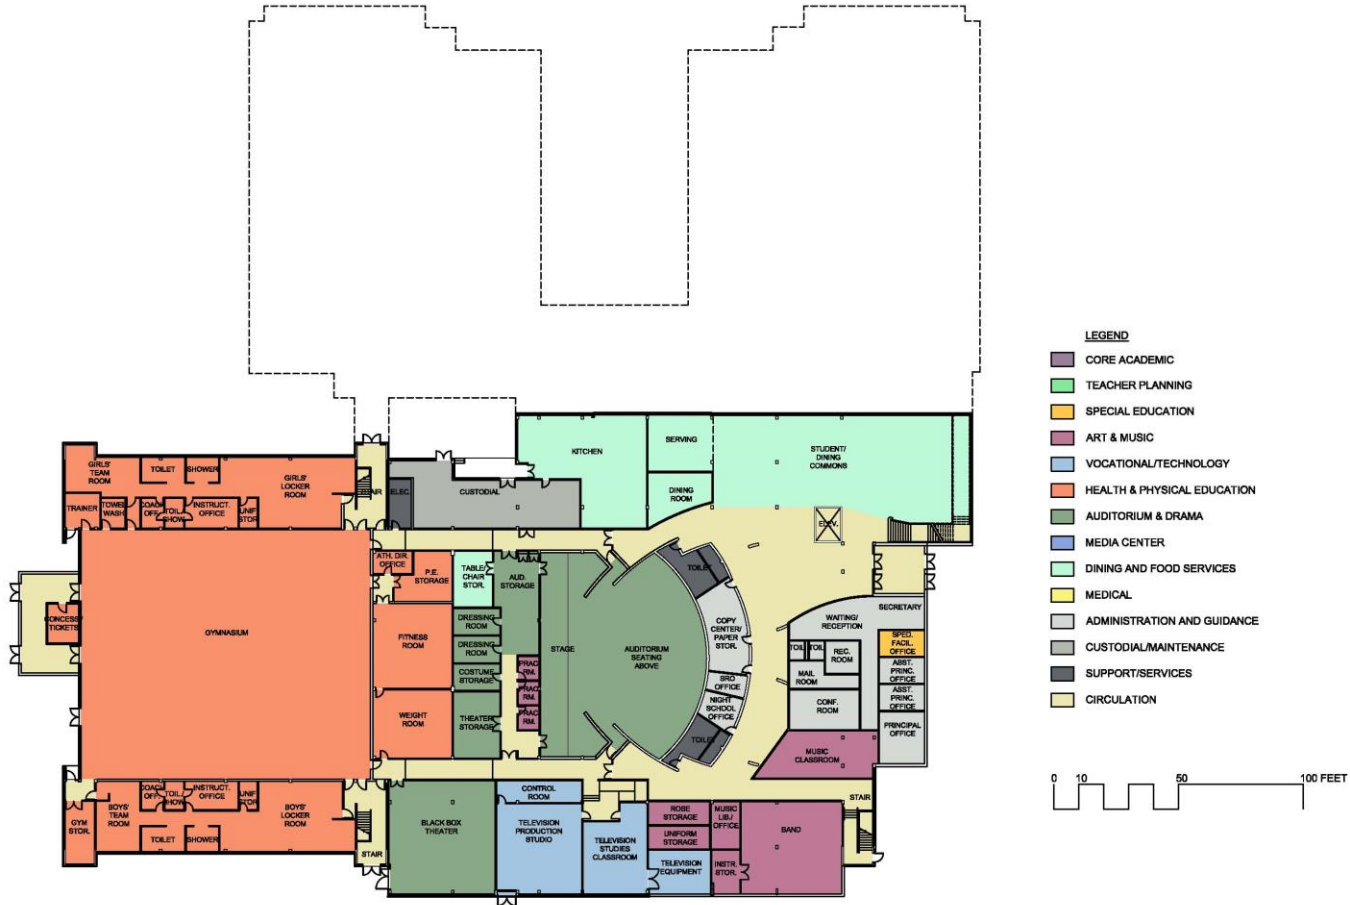 GIRLS'
TEAM
ROOM
TOILET
SHOWER
GIRLS'
LOCKER
ROOM
STAIR
TRAINER
TOWEL
WASH
COACH
OFF.
TOIL./
SHOW.
INSTRUCT.
OFFICE
UNIF.
STOR.
ELEC.
CUSTODIAL
KITCHEN
SERVING
DINING
ROOM
STUDENT/
DINING
COMMONS
ELEV.
CONCESS.
TICKETS
GYMNASIUM
ATH. DIR.
OFFICE
P.E.
STORAGE
FITNESS
ROOM
WEIGHT
ROOM
TABLE/
CHAIR
STOR.
AUD.
STORAGE
DRESSING
ROOM
DRESSING
ROOM
COSTUME
STORAGE
THEATER
STORAGE
PRAC.
RM.
PRAC.
RM.
PRAC.
RM.
STAGE
AUDITORIUM
SEATING
ABOVE
TOILET
COPY
CENTER/
PAPER
STOR.
SRO
OFFICE
NIGHT
SCHOOL
OFFICE
TOILET
SECRETARY
WAITING/
RECEPTION
TOIL.
TOIL.
REC.
ROOM
MAIL
ROOM
CONF.
ROOM
SPED.
FACIL.
OFFICE
ASST.
PRINC.
OFFICE
ASST.
PRINC.
OFFICE
PRINCIPAL
OFFICE
MUSIC
CLASSROOM
GYM
STOR.
BOYS'
TEAM
ROOM
COACH
OFF.
TOIL./
SHOW.
INSTRUCT.
OFFICE
UNIF.
STOR.
BOYS'
LOCKER
ROOM
TOILET
SHOWER
STAIR
BLACK BOX
THEATER
CONTROL
ROOM
TELEVISION
PRODUCTION
STUDIO
TELEVISION
STUDIES
CLASSROOM
ROBE
STORAGE
UNIFORM
STORAGE
TELEVISION
EQUIPMENT
MUSIC
LIB./
OFFICE
INSTR.
STOR.
BAND
STAIR
LEGEND
CORE ACADEMIC
TEACHER PLANNING
SPECIAL EDUCATION
ART & MUSIC
VOCATIONAL/TECHNOLOGY
HEALTH & PHYSICAL EDUCATION
AUDITORIUM & DRAMA
MEDIA CENTER
DINING AND FOOD SERVICES
MEDICAL
ADMINISTRATION AND GUIDANCE
CUSTODIAL/MAINTENANCE
SUPPORT/SERVICES
CIRCULATION
0 10 50 100 FEET